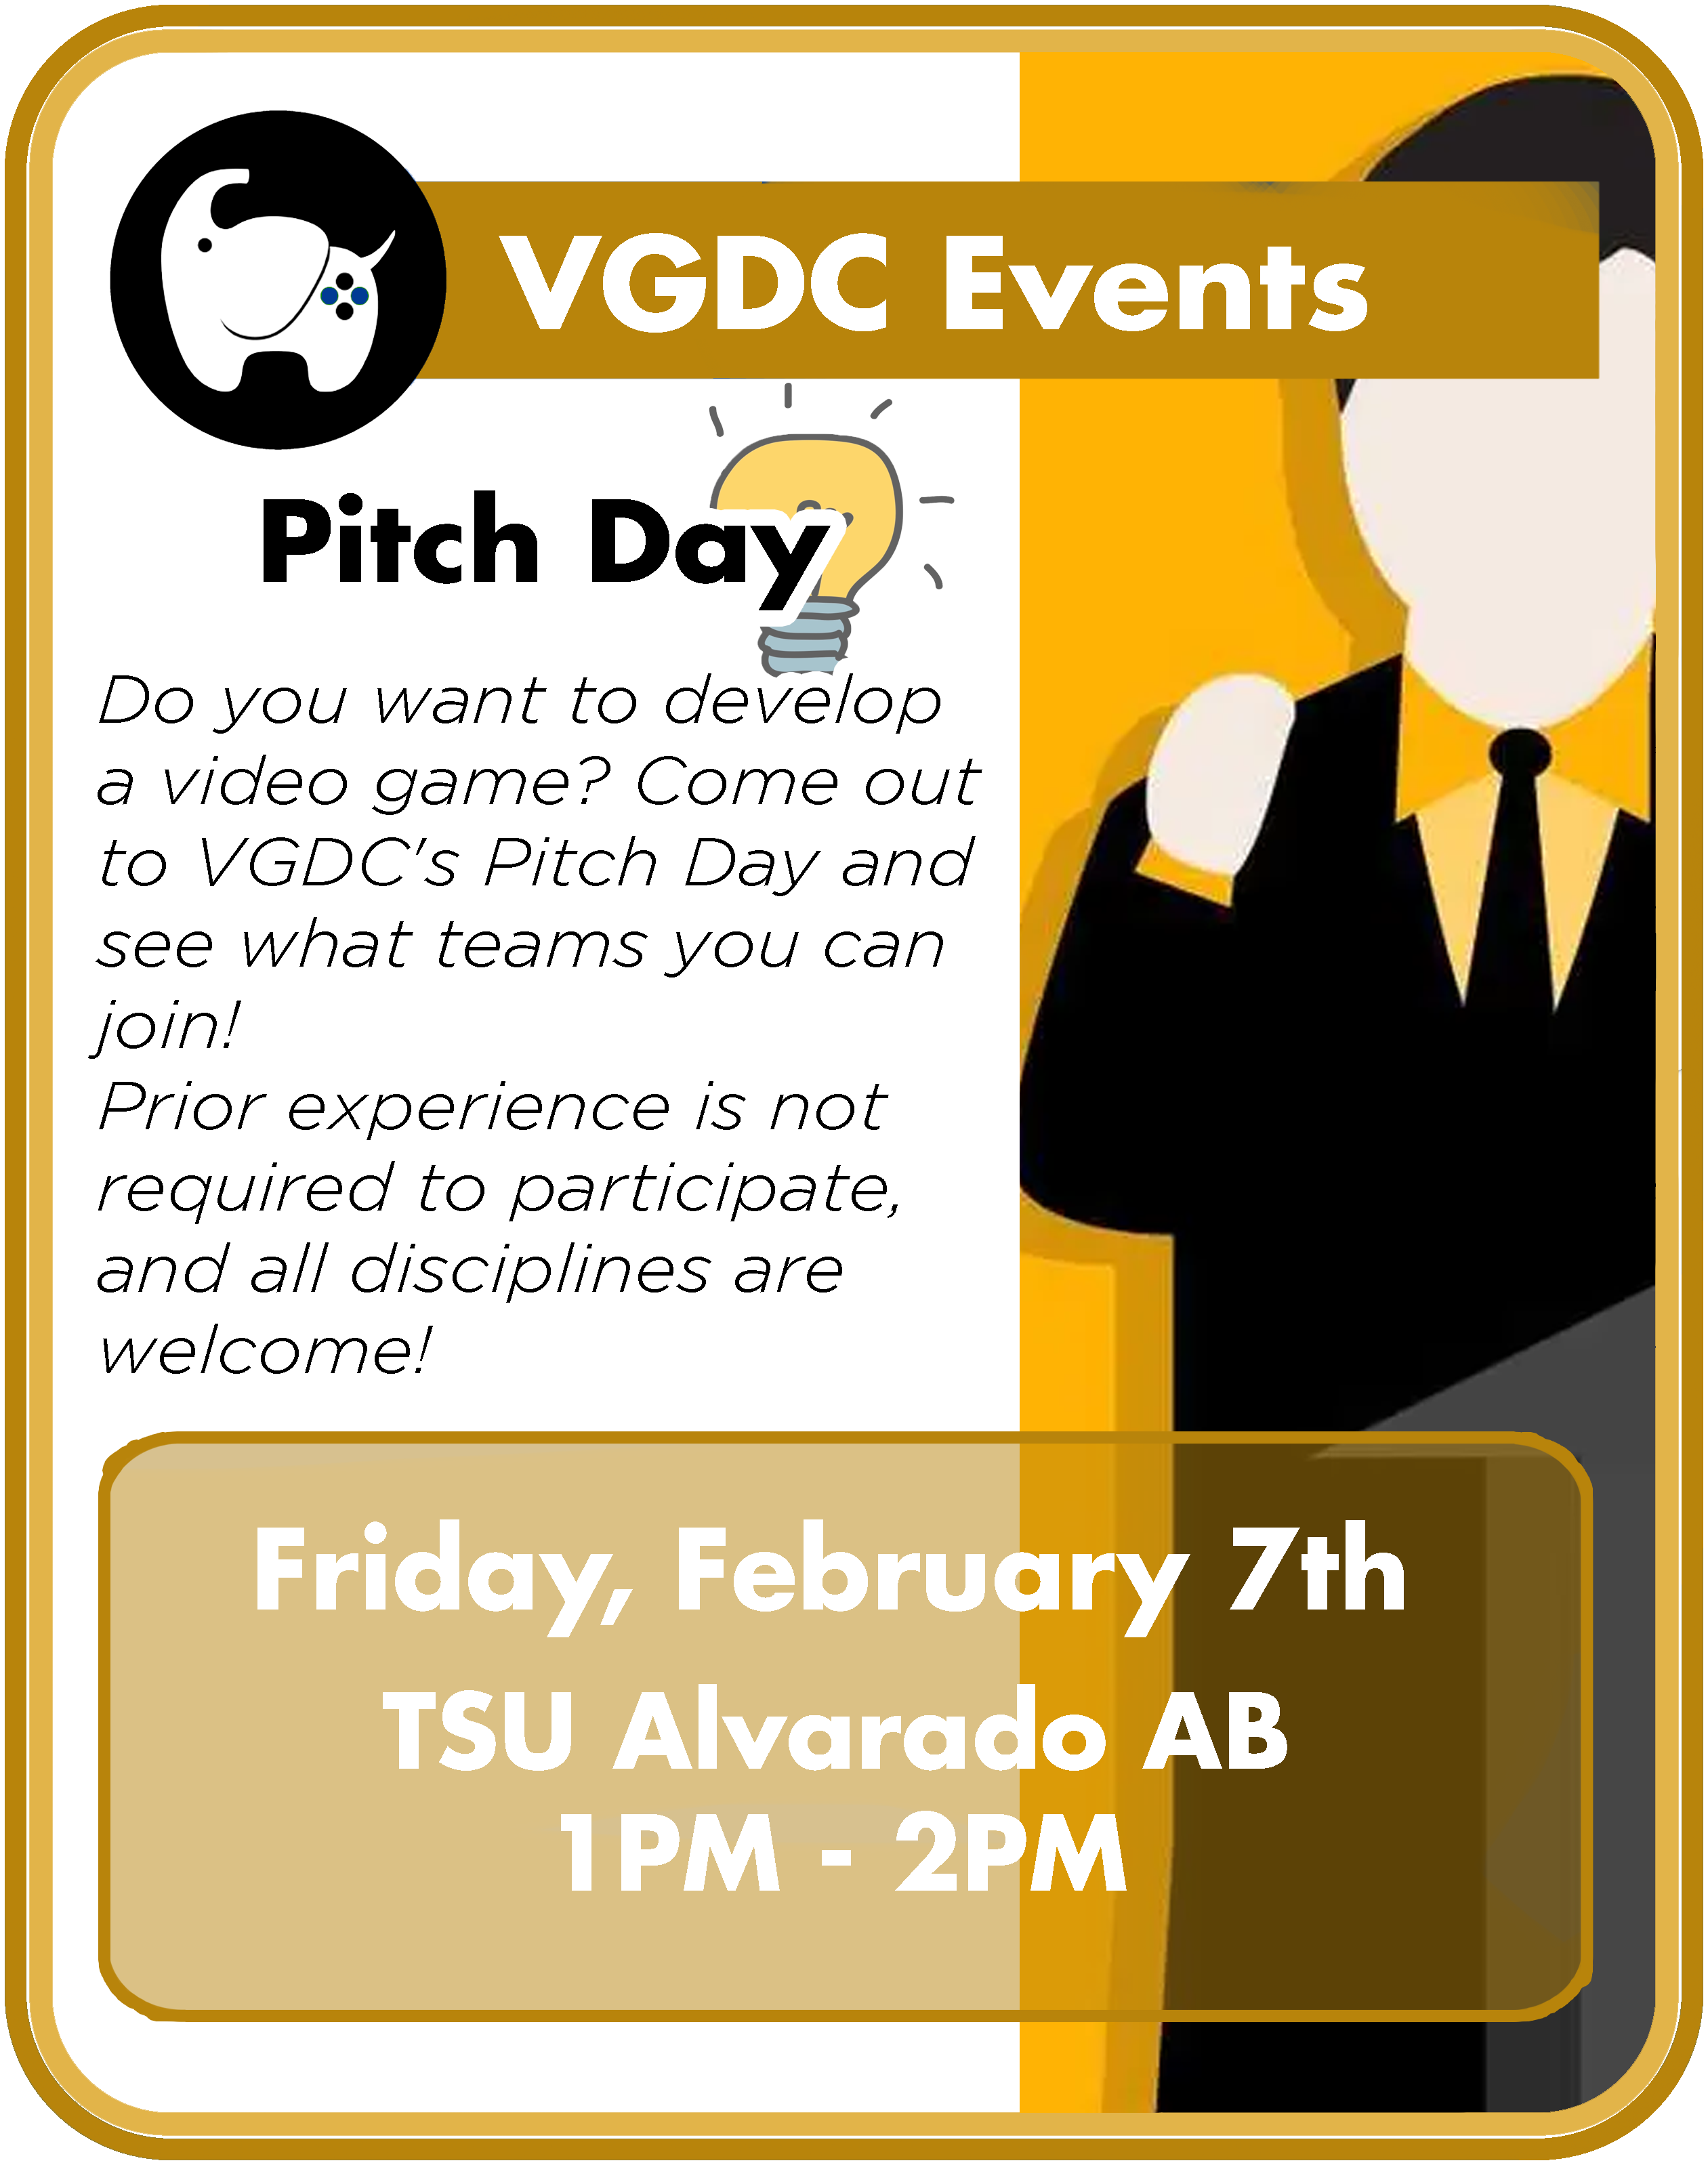 VGDC Events
Pitch Day
Do you want to develop
a video game? Come out
to VGDC's Pitch Day and
see what teams you can
join!
Prior experience is not
required to participate,
and all disciplines are
welcome!
Friday, February 7th
TSU Alvarado AB
1PM - 2PM